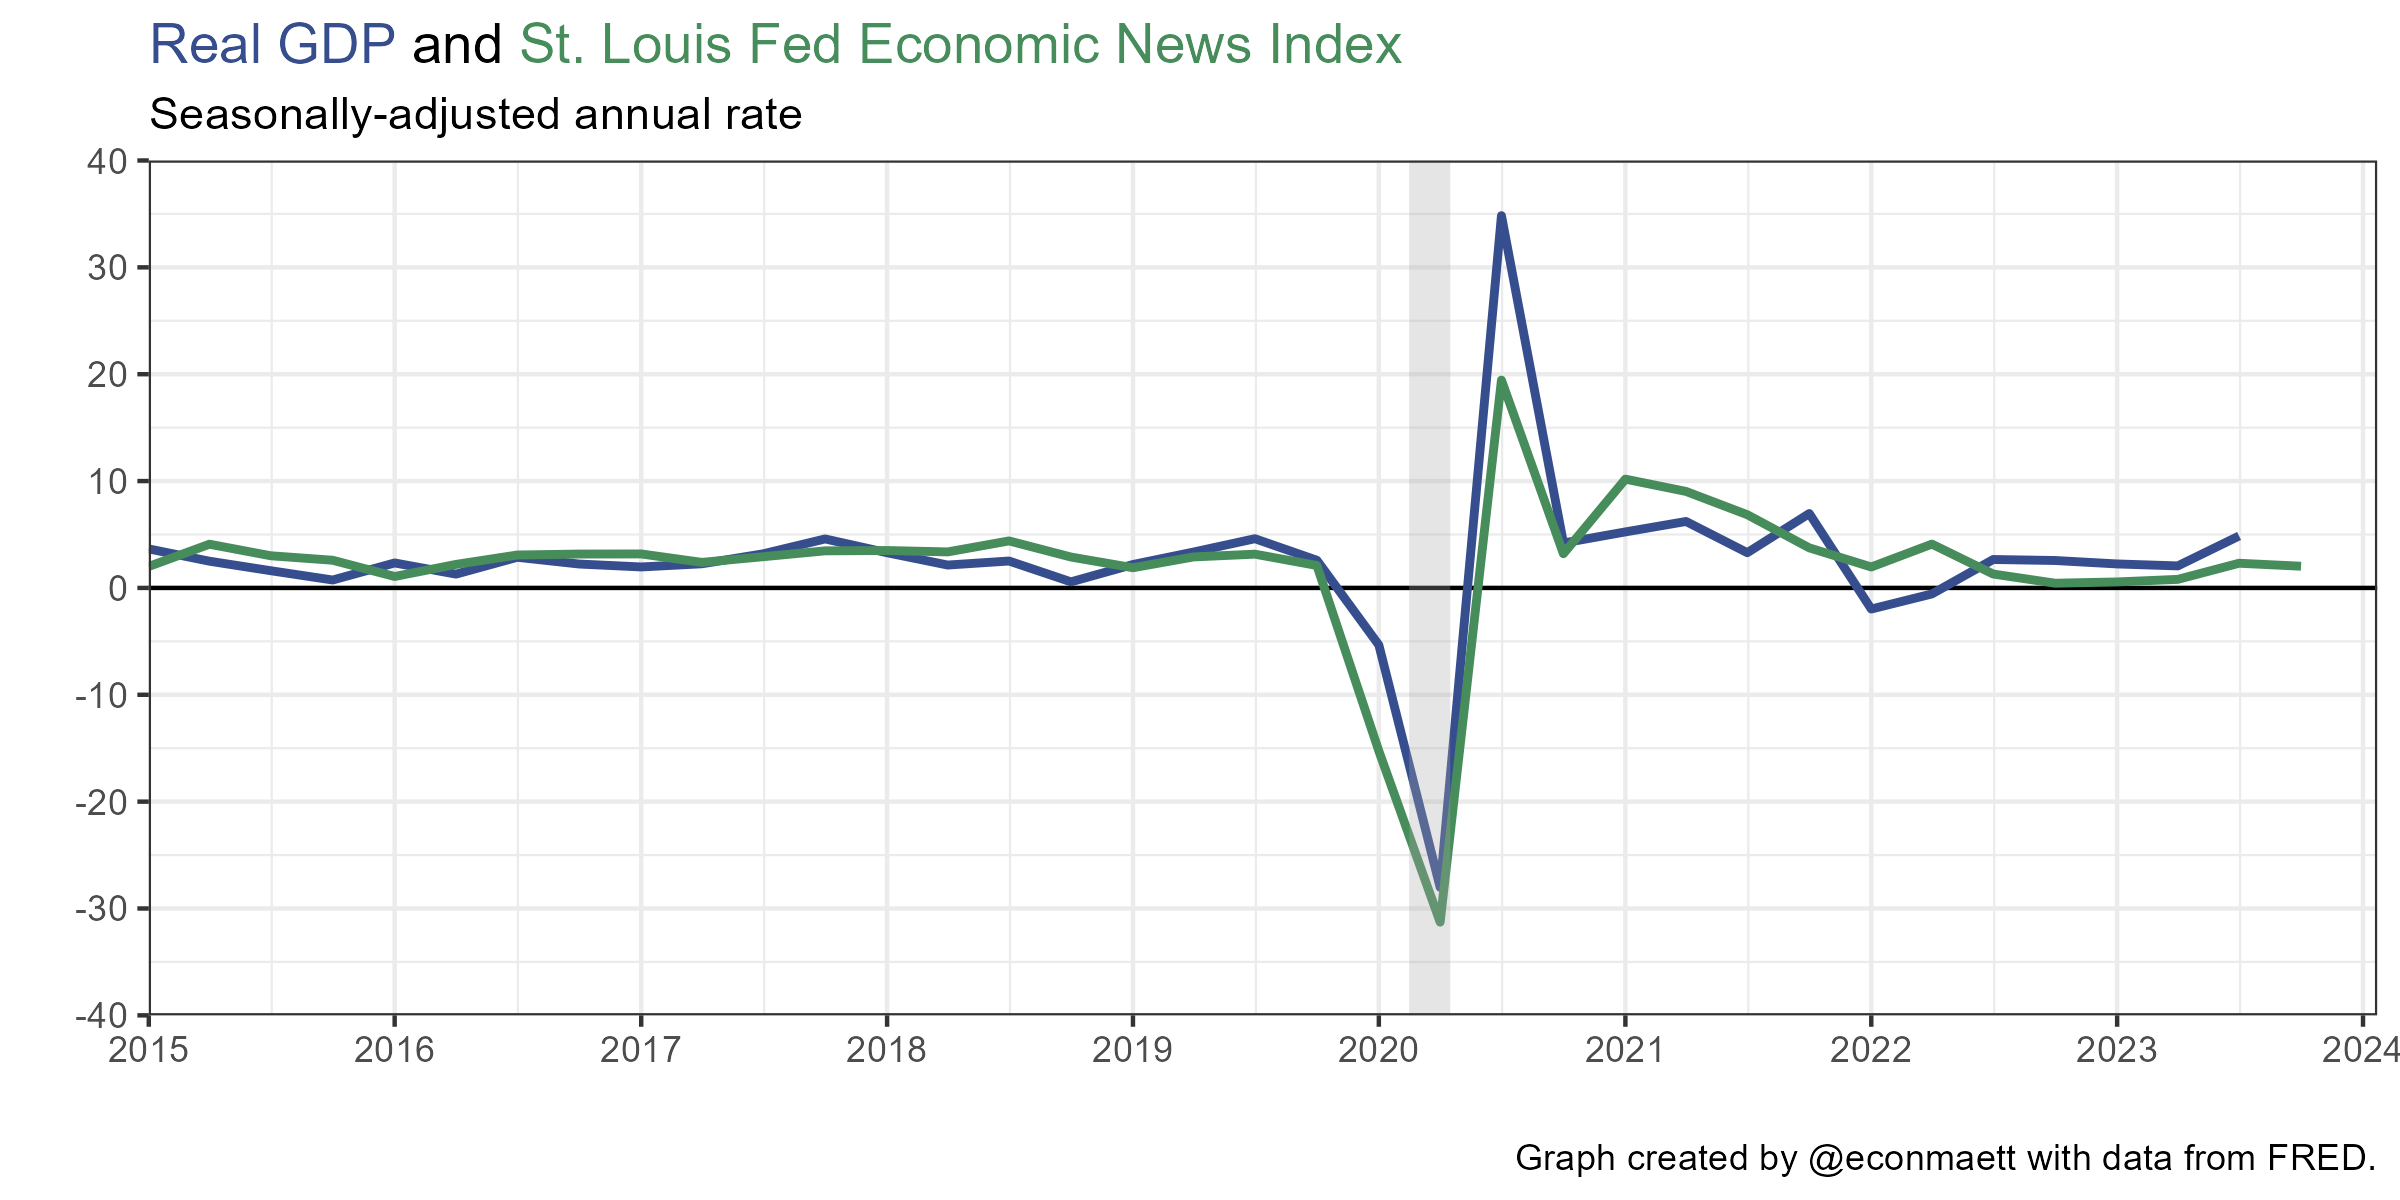 Real GDP and St. Louis Fed Economic News Index
Seasonally-adjusted annual rate
40
30
20
10
0
-10
-20
-30
-40
2015 2016 2017 2018 2019 2020 2021 2022 2023 2024
Graph created by @econmaett with data from FRED.